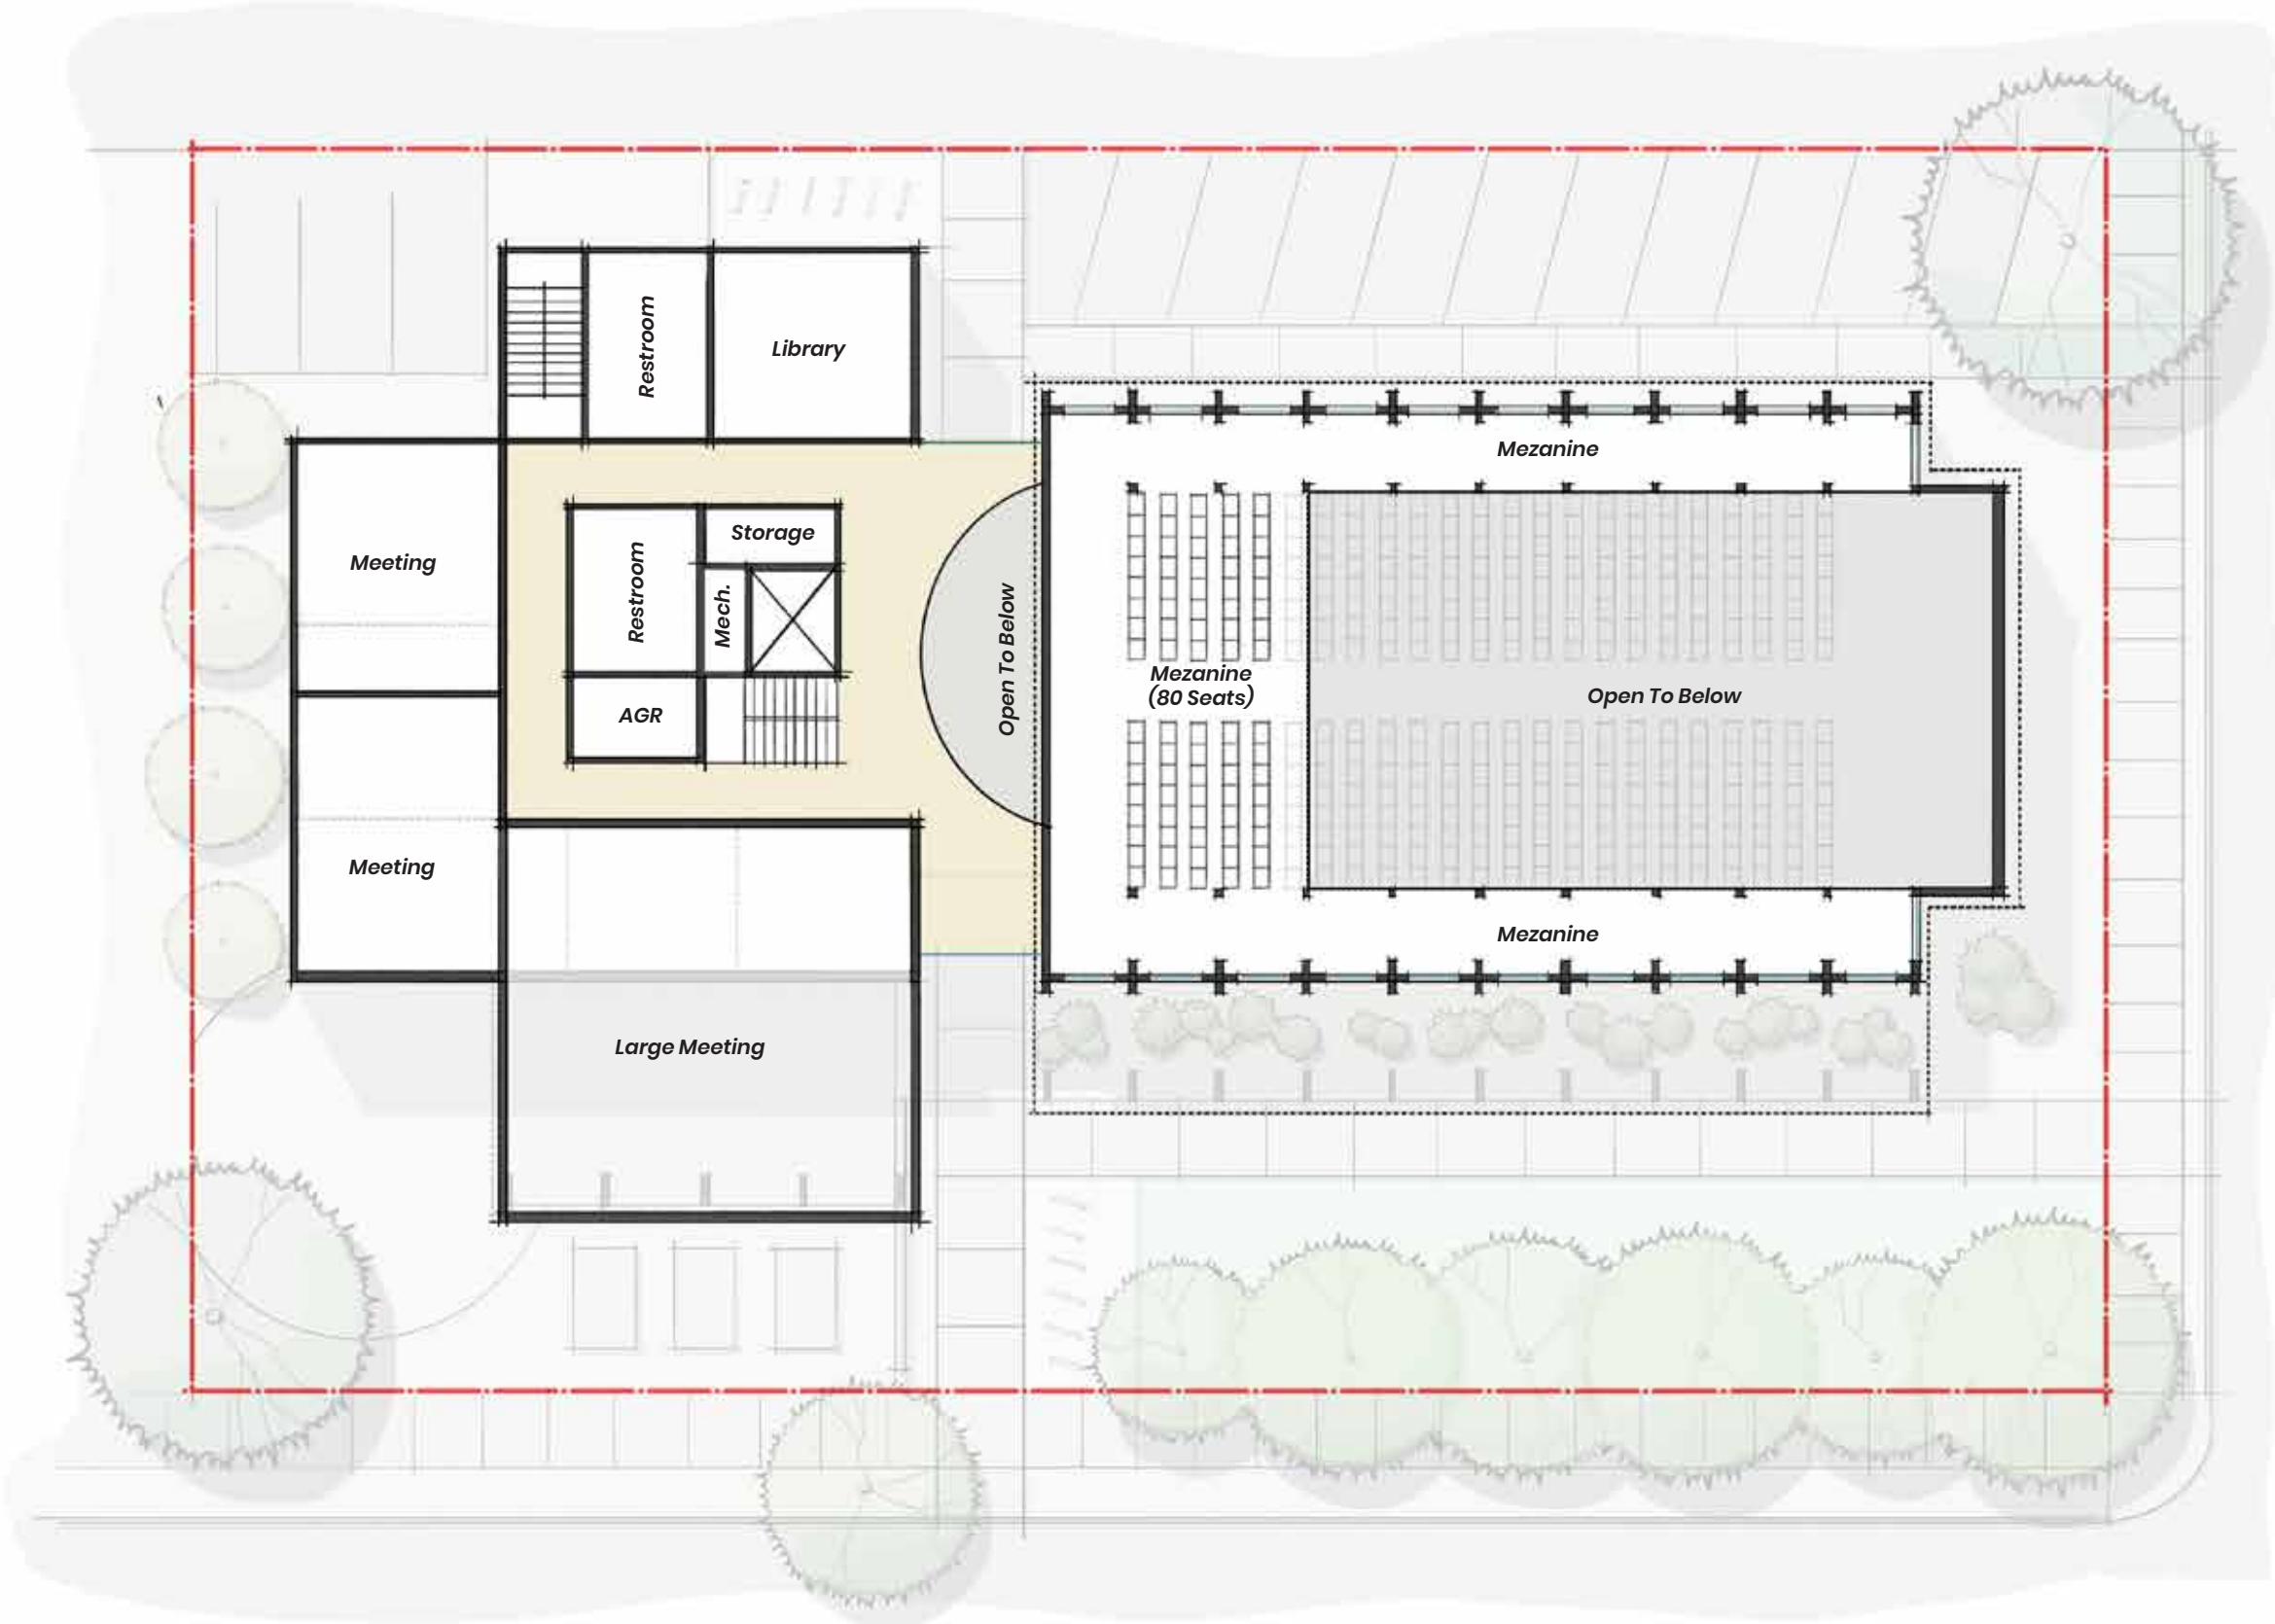 Restroom
Library
Mezanine
Meeting
Restroom
Storage
Mech.
Open To Below
Mezanine
(80 Seats)
Open To Below
AGR
Meeting
Mezanine
Large Meeting